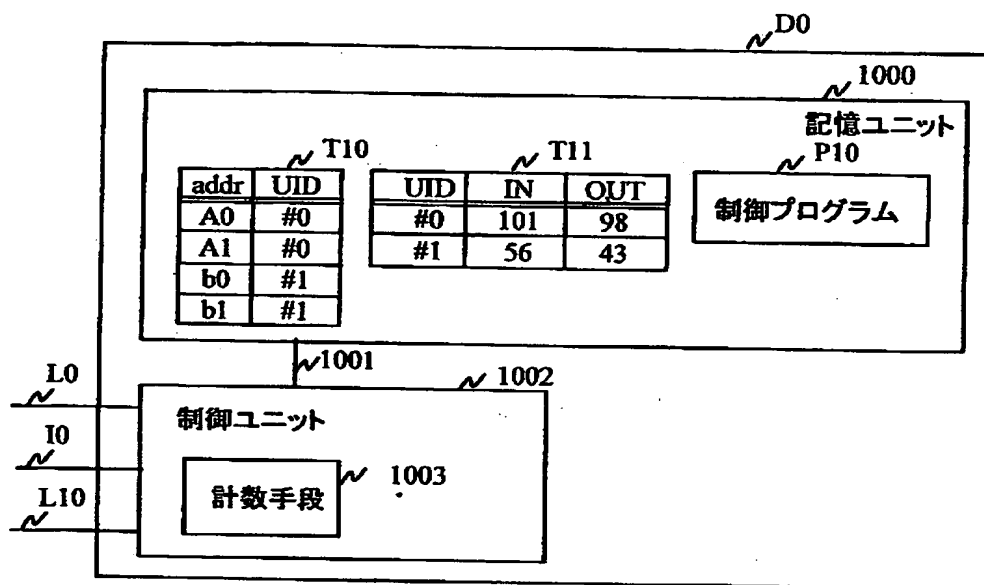 D0
1000
記憶ユニット
T10
T11
P10
addr UID
A0 #0
A1 #0
b0 #1
b1 #1
UID IN OUT
#0 101 98
#1 56 43
制御プログラム
1001
1002
L0
制御ユニット
I0
1003
計数手段
L10